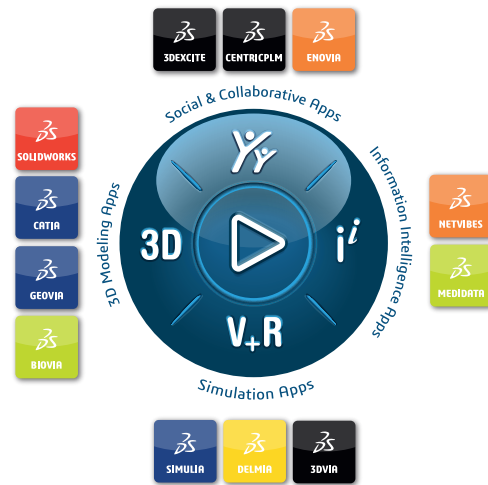 3DEXCITE
CENTRICPLM
ENOVIA
Social & Collaborative Apps
SOLIDWORKS
CATIA
GEOVIA
BIOVIA
3D Modeling Apps
3D
i i
V+R
Information Intelligence Apps
NETVIBES
MEDIDATA
Simulation Apps
SIMULIA
DELMIA
3DVIA